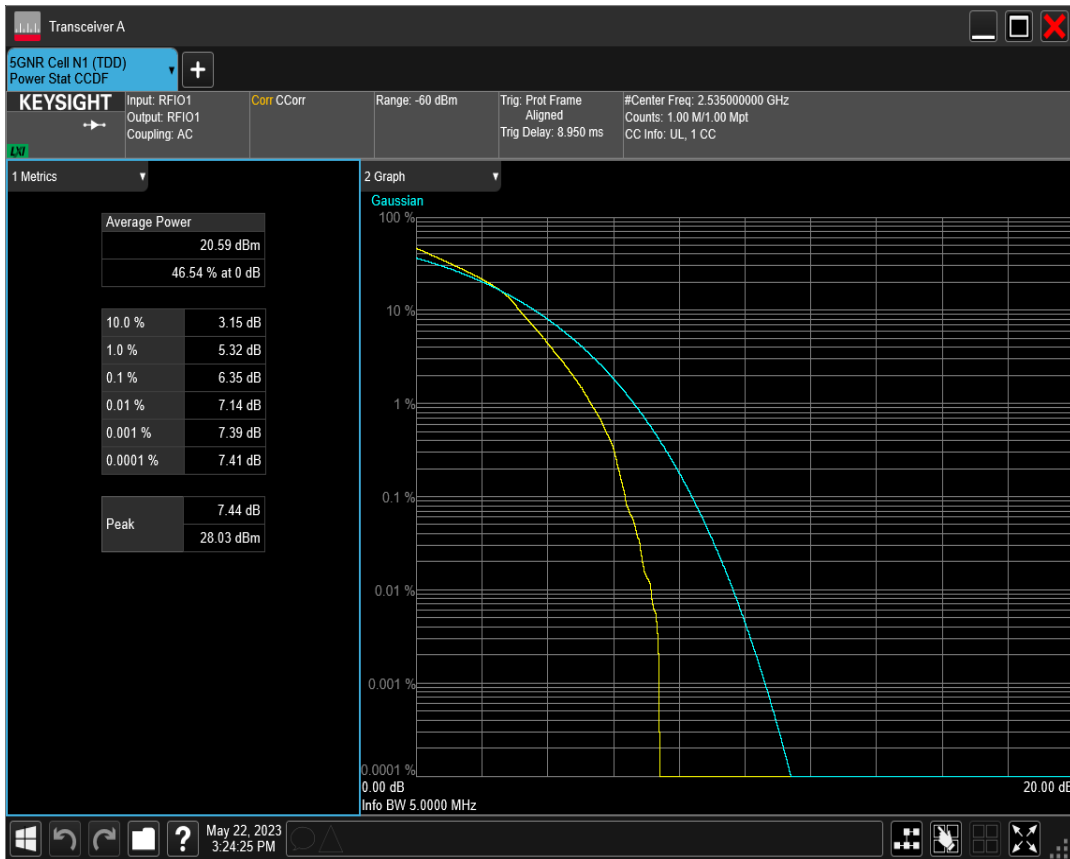 Transceiver A
5GNR Cell N1 (TDD)
Power Stat CCDF
KEYSIGHT
LXI
Input: RFIO1
Output: RFIO1
Coupling: AC
Corr CCorr
Range: -60 dBm
Trig: Prot Frame
Aligned
Trig Delay: 8.950 ms
#Center Freq: 2.535000000 GHz
Counts: 1.00 M/1.00 Mpt
CC Info: UL, 1 CC
1 Metrics
Average Power
20.59 dBm
46.54 % at 0 dB
10.0 % 3.15 dB
1.0 % 5.32 dB
0.1 % 6.35 dB
0.01 % 7.14 dB
0.001 % 7.39 dB
0.0001 % 7.41 dB
Peak
7.44 dB
28.03 dBm
2 Graph
Gaussian
100 %
10 %
1 %
0.1 %
0.01 %
0.001 %
0.0001 %
0.00 dB 20.00 dB
Info BW 5.0000 MHz
?
May 22, 2023
3:24:25 PM